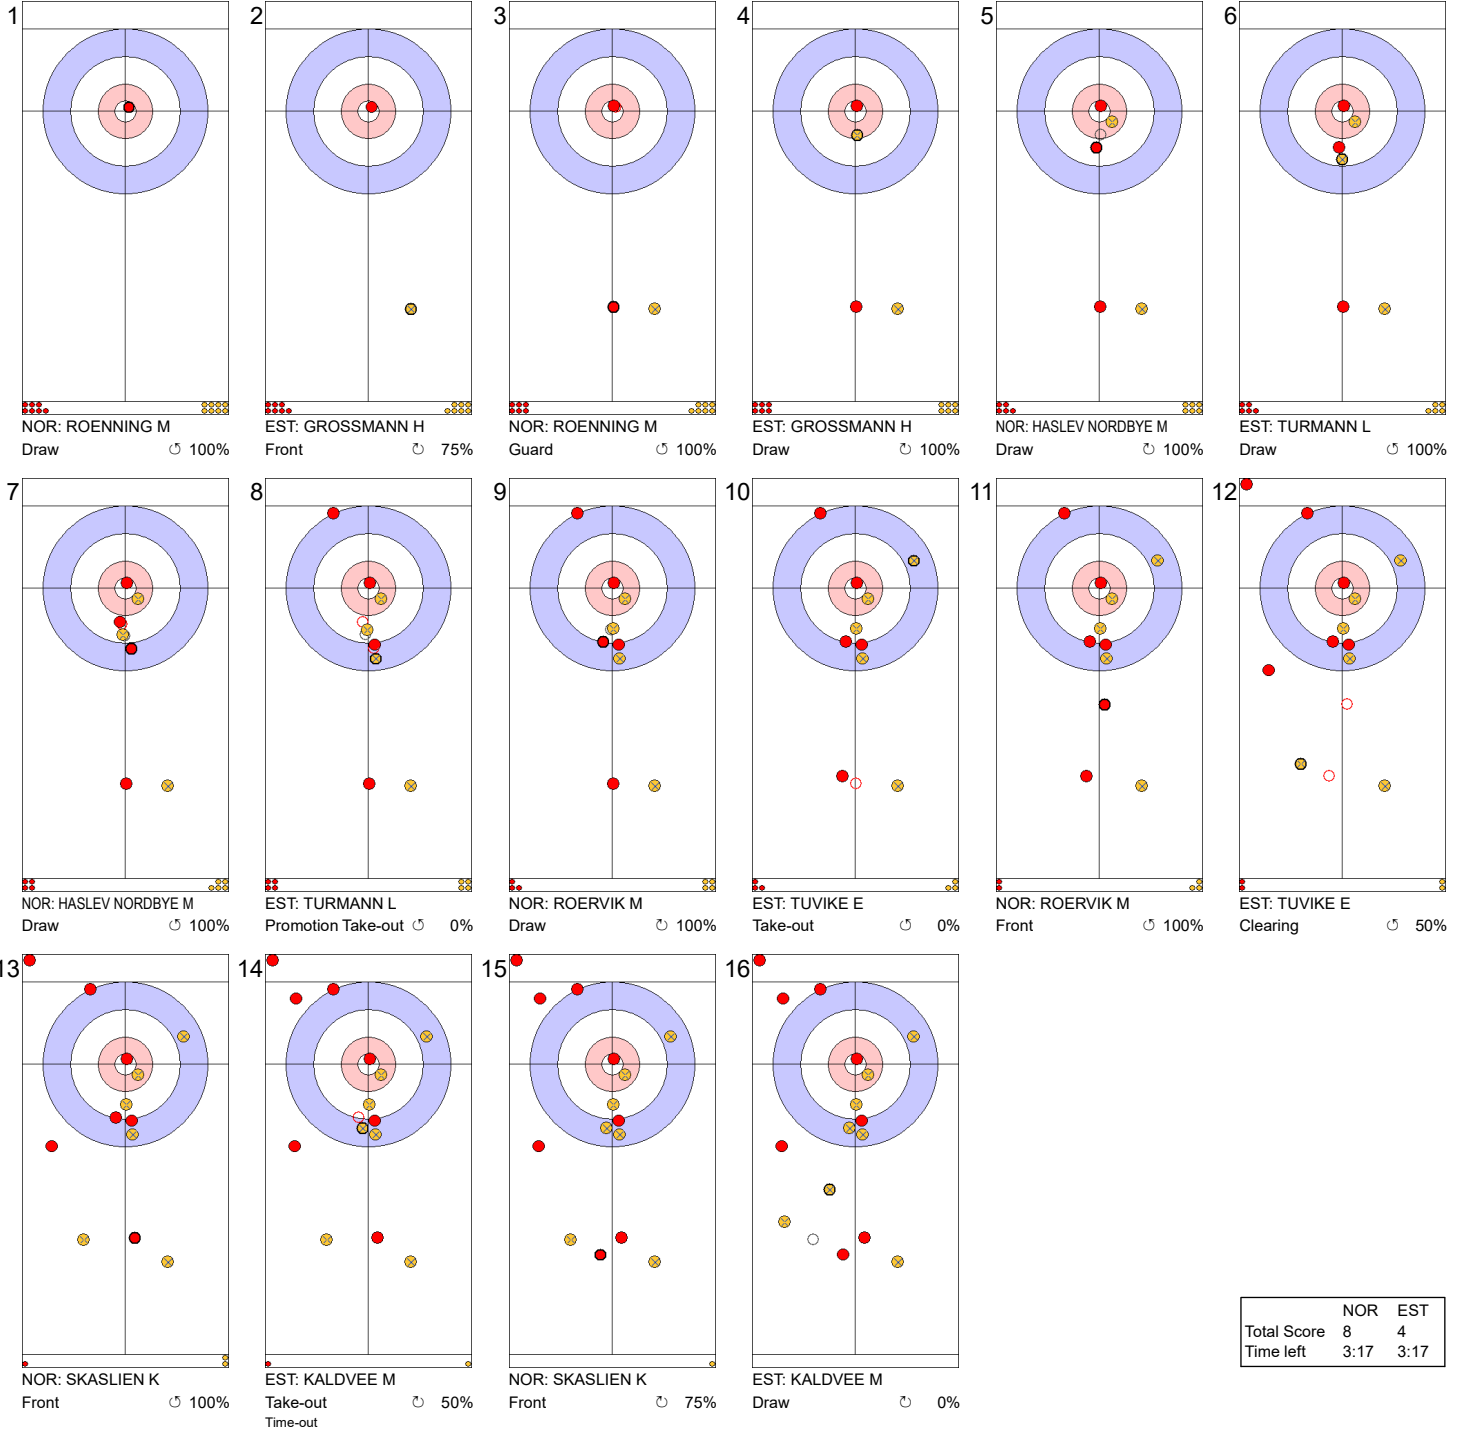 1
NOR: ROENNING M
Draw 100%
2
EST: GROSSMANN H
Front 75%
3
NOR: ROENNING M
Guard 100%
4
EST: GROSSMANN H
Draw 100%
5
NOR: HASLEV NORDBYE M
Draw 100%
6
EST: TURMANN L
Draw 100%
7
NOR: HASLEV NORDBYE M
Draw 100%
8
EST: TURMANN L
Promotion Take-out 0%
9
NOR: ROERVIK M
Draw 100%
10
EST: TUVIKE E
Take-out 0%
11
NOR: ROERVIK M
Front 100%
12
EST: TUVIKE E
Clearing 50%
13
NOR: SKASLIEN K
Front 100%
14
EST: KALDVEE M
Take-out 50%
Time-out
15
NOR: SKASLIEN K
Front 75%
16
EST: KALDVEE M
Draw 0%
NOR EST
Total Score 8 4
Time left 3:17 3:17